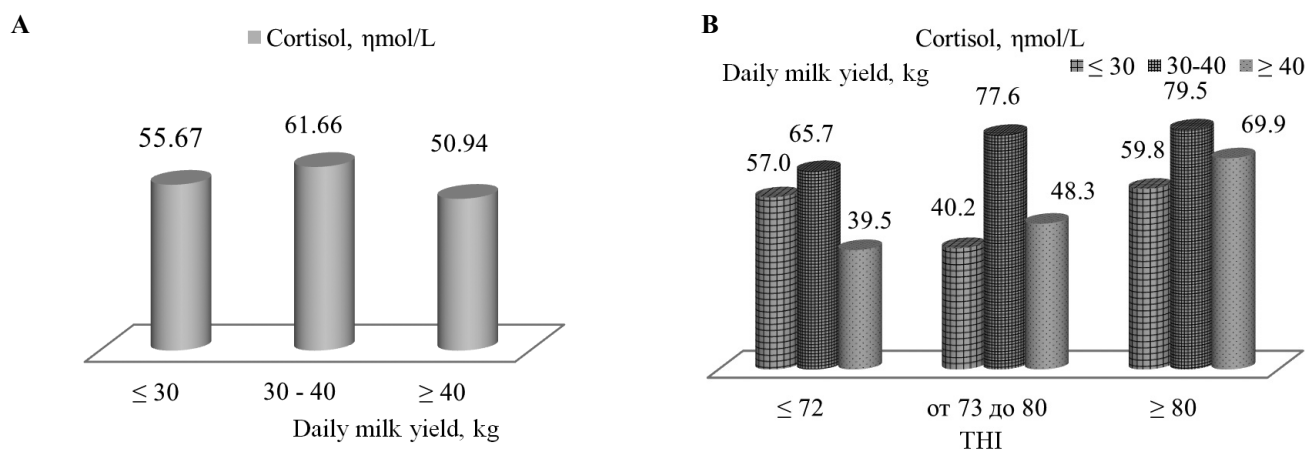 A
Cortisol, ηmol/L
55.67
61.66
50.94
≤ 30
30 - 40
≥ 40
Daily milk yield, kg
B
Cortisol, ηmol/L
Daily milk yield, kg
≤ 30
30-40
≥ 40
57.0
65.7
39.5
40.2
77.6
48.3
59.8
79.5
69.9
≤ 72
от 73 до 80
≥ 80
THI